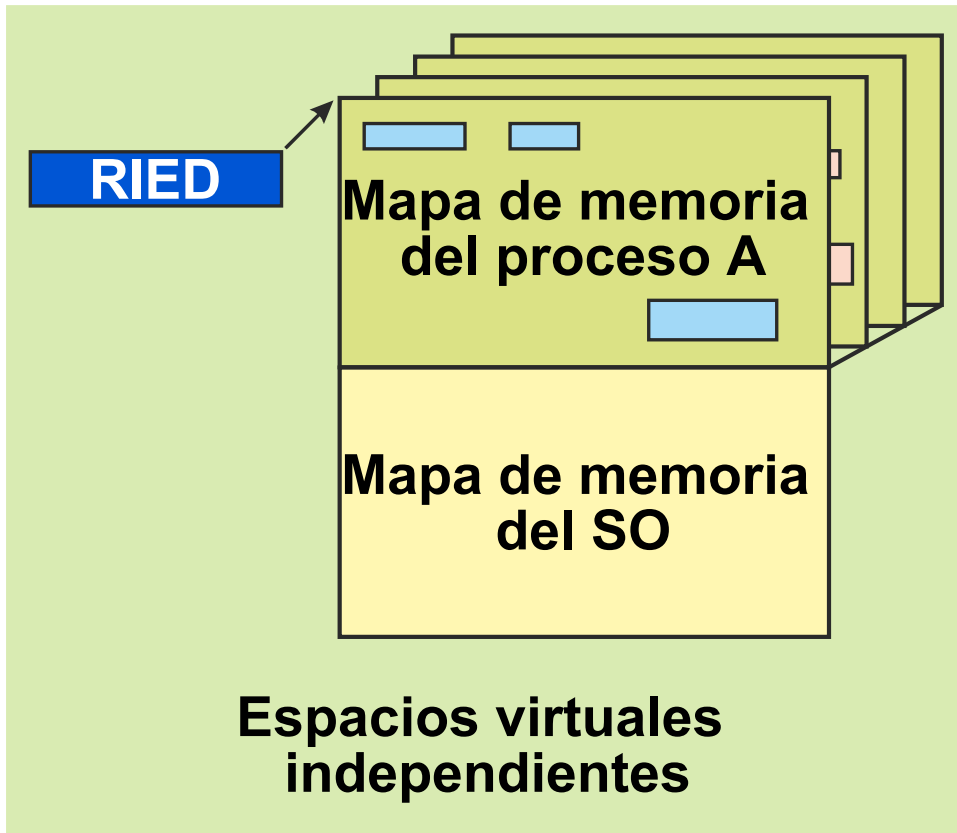 RIED
Mapa de memoria
del proceso A
Mapa de memoria
del SO
Espacios virtuales
independientes